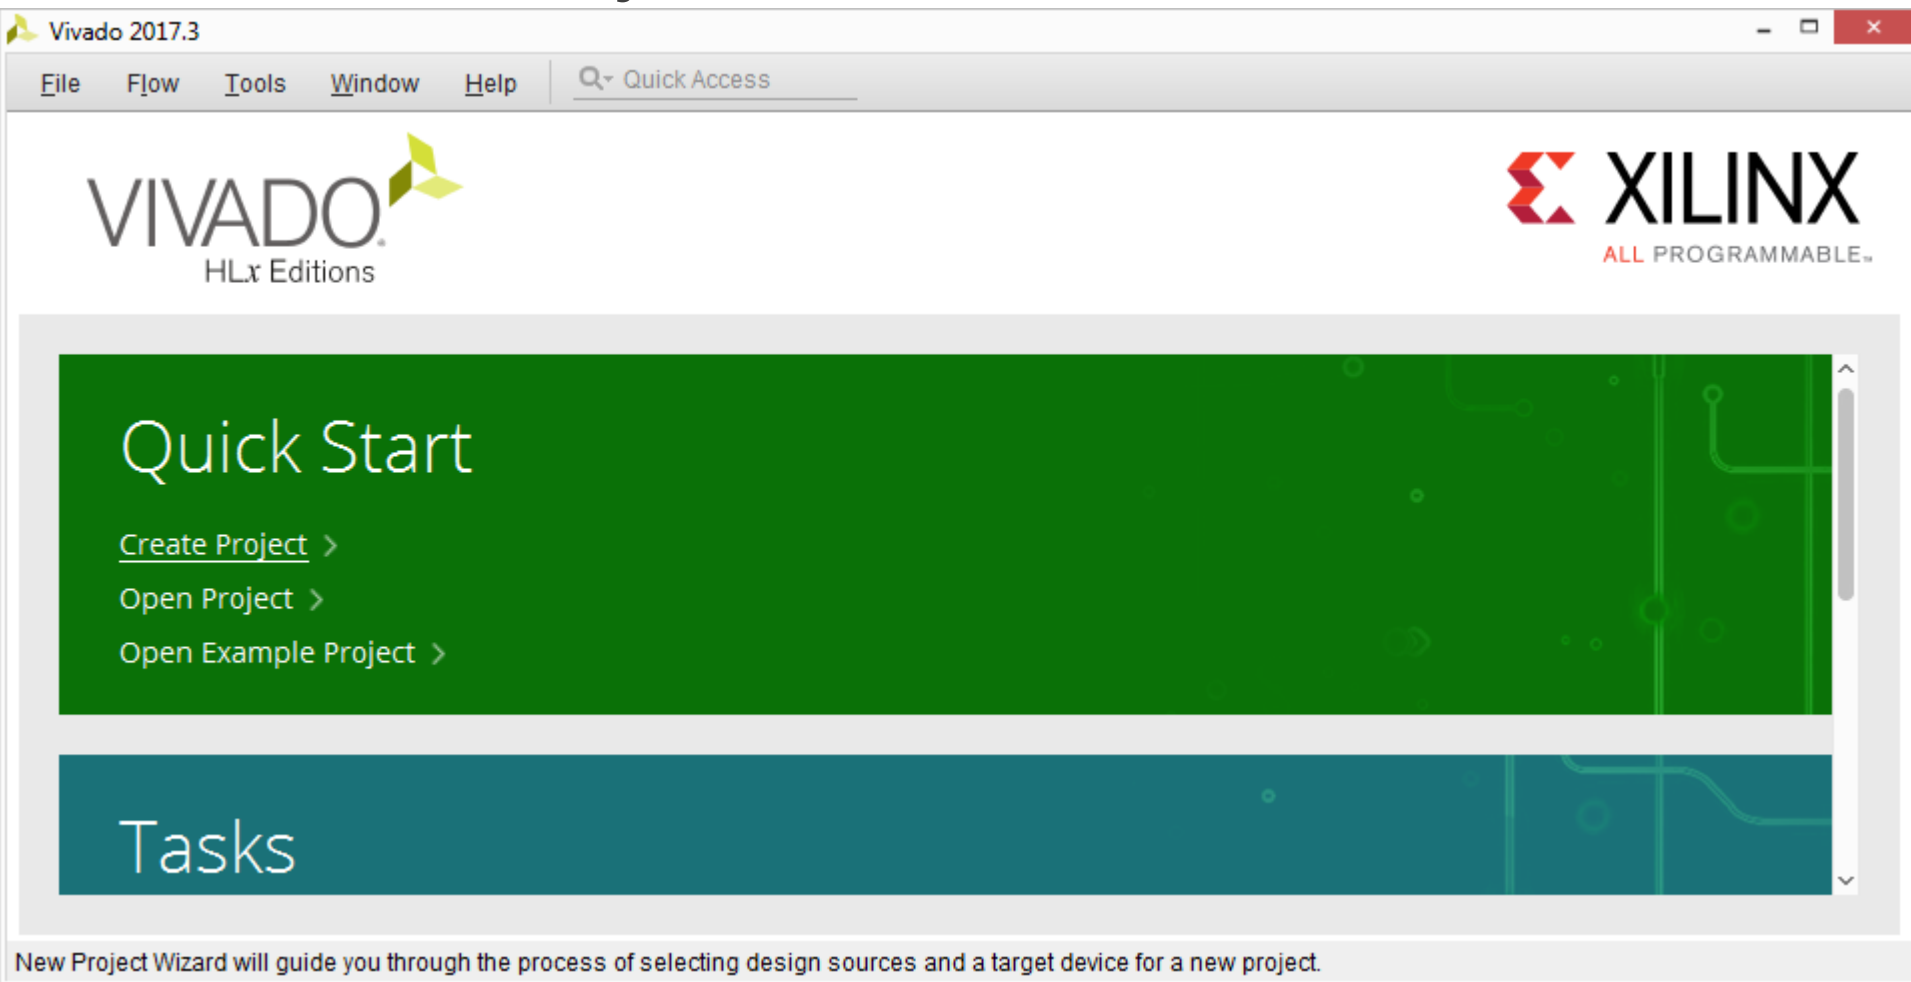 Vivado 2017.3
File Flow Tools Window Help Quick Access
VIVADO.
HLx Editions
XILINX
ALL PROGRAMMABLE™
Quick Start
Create Project
Open Project
Open Example Project
Tasks
New Project Wizard will guide you through the process of selecting design sources and a target device for a new project.